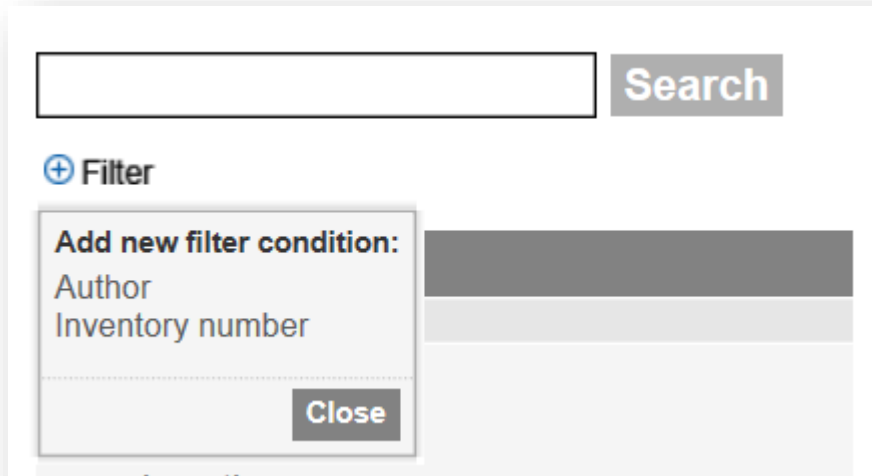 Search
Filter
Add new filter condition:
Author
Inventory number
Close